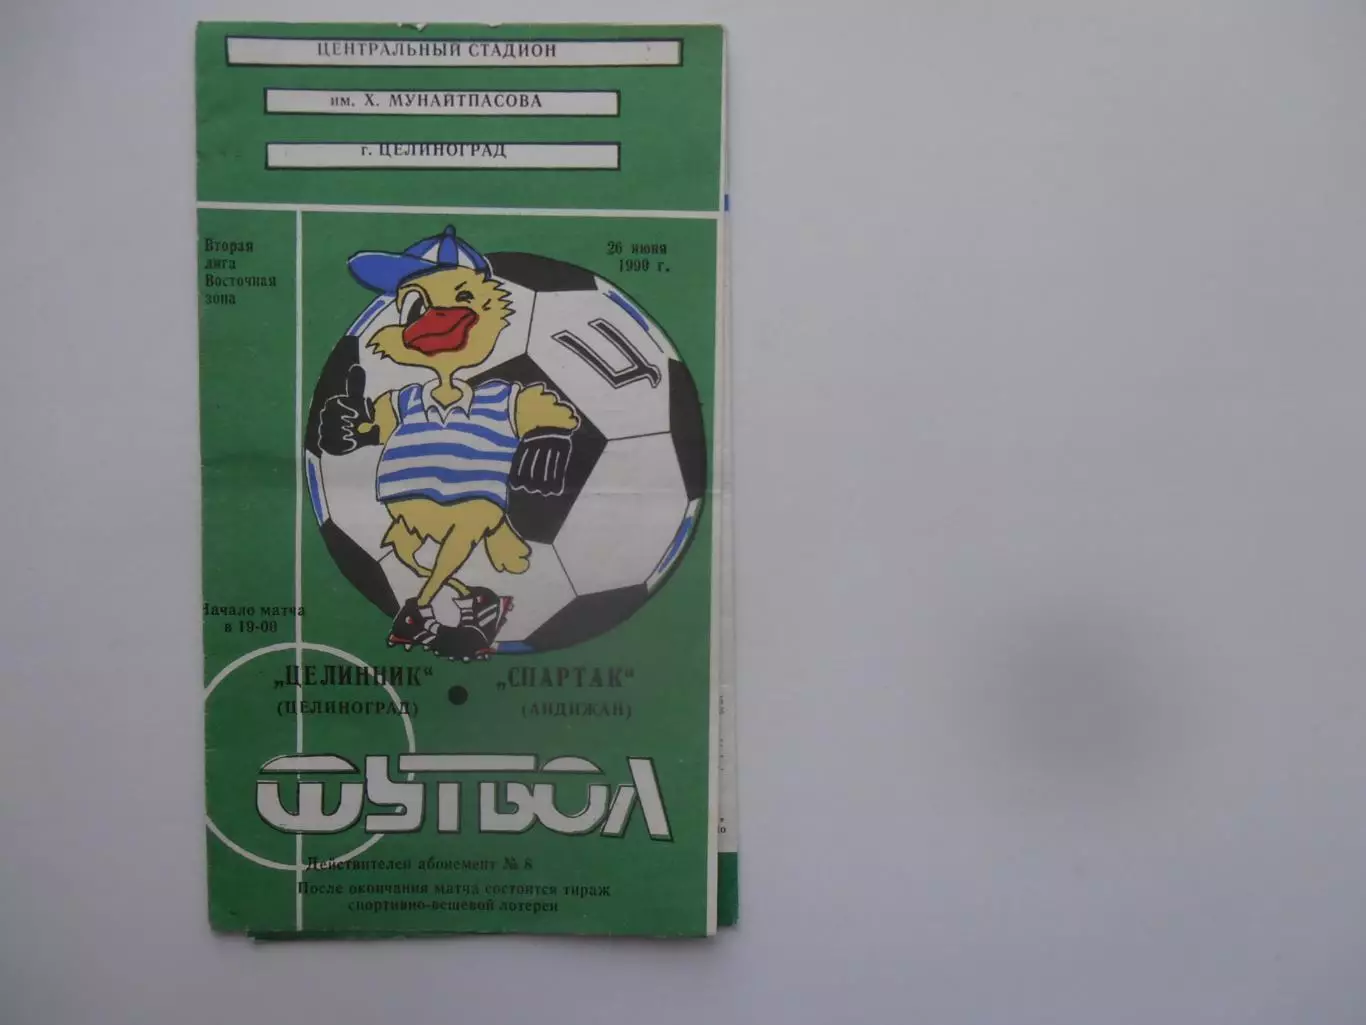 ЦЕНТРАЛЬНЫЙ СТАДИОН
им. Х. МУНАЙТПАСОВА
г. ЦЕЛИНОГРАД
Вторая
лига
Восточная
зона
26 июня
1990 г.
Ц
Начало матча
в 19-00
„ЦЕЛИННИК“
(ЦЕЛИНОГРАД)
„СПАРТАК“
(АНДИЖАН)
ФУТБОЛ
Действителен абонемент № 8
После окончания матча состоится тираж
спортивно-вещевой лотереи